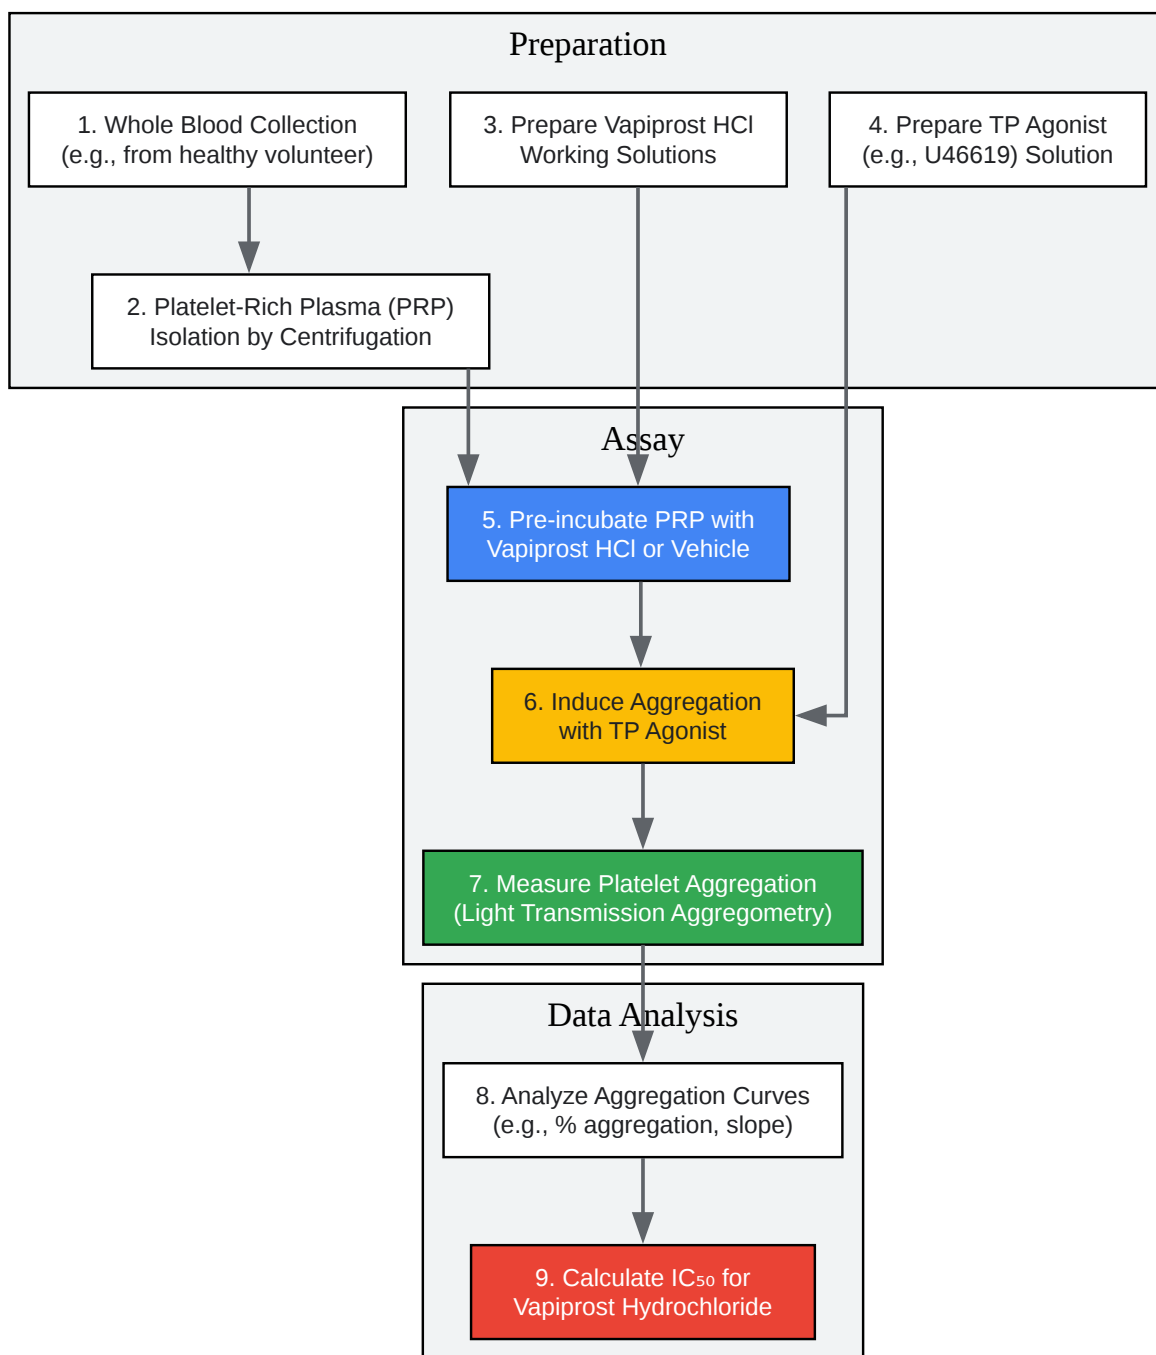 Preparation
1. Whole Blood Collection
(e.g., from healthy volunteer)
3. Prepare Vapiprost HCl
Working Solutions
4. Prepare TP Agonist
(e.g., U46619) Solution
2. Platelet-Rich Plasma (PRP)
Isolation by Centrifugation
Assay
5. Pre-incubate PRP with
Vapiprost HCl or Vehicle
6. Induce Aggregation
with TP Agonist
7. Measure Platelet Aggregation
(Light Transmission Aggregometry)
Data Analysis
8. Analyze Aggregation Curves
(e.g., % aggregation, slope)
9. Calculate IC₅₀ for
Vapiprost Hydrochloride